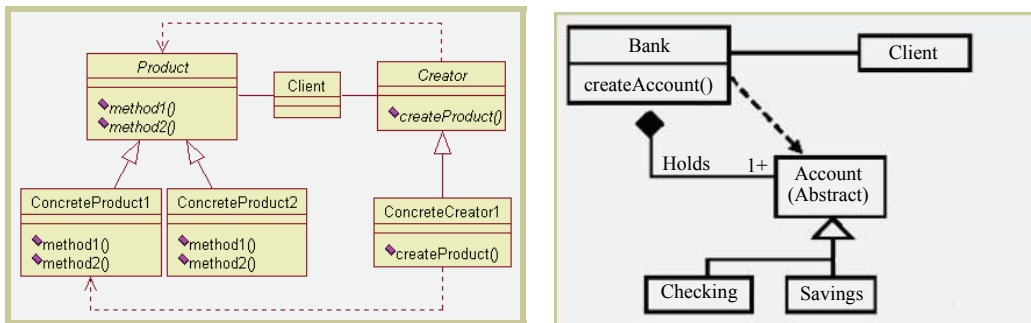 Product
method1()
method2()
Client
Creator
createProduct()
ConcreteProduct1
method1()
method2()
ConcreteProduct2
method1()
method2()
ConcreteCreator1
createProduct()
Bank
createAccount()
Client
Holds
1+
Account
(Abstract)
Checking
Savings